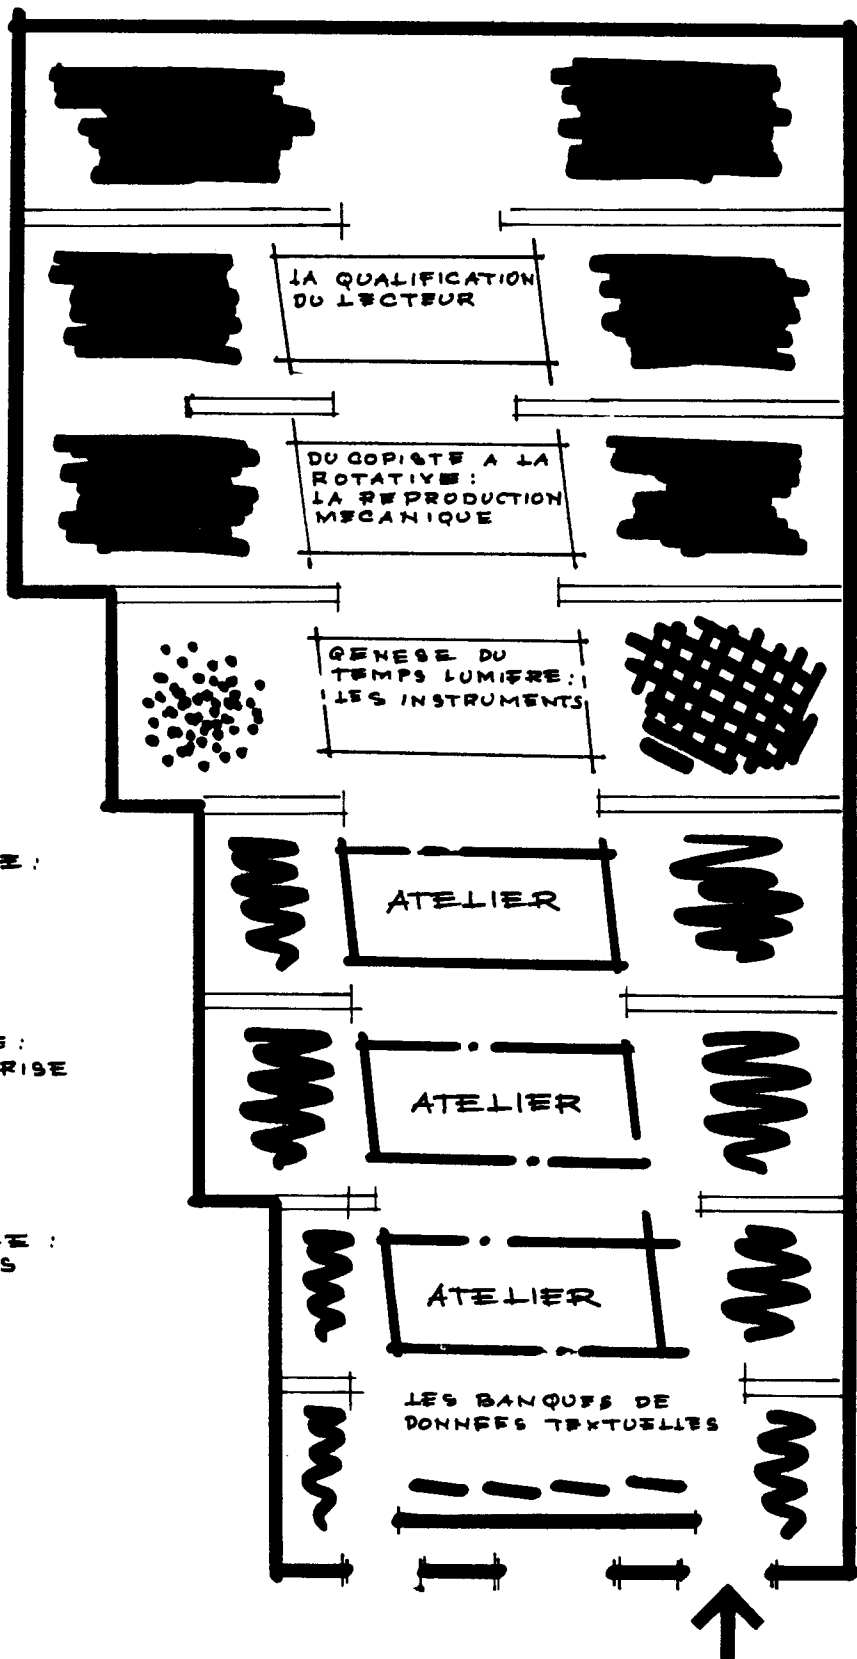 LA QUALIFICATION
DU LECTEUR
DU COPISTE A LA
ROTATIVE :
LA REPRODUCTION
MECANIQUE
GENESE DU
TEMPS LUMIERE :
LES INSTRUMENTS
ATELIER
ATELIER
RISE
ATELIER
LES BANQUES DE
DONNEES TEXTUELLES